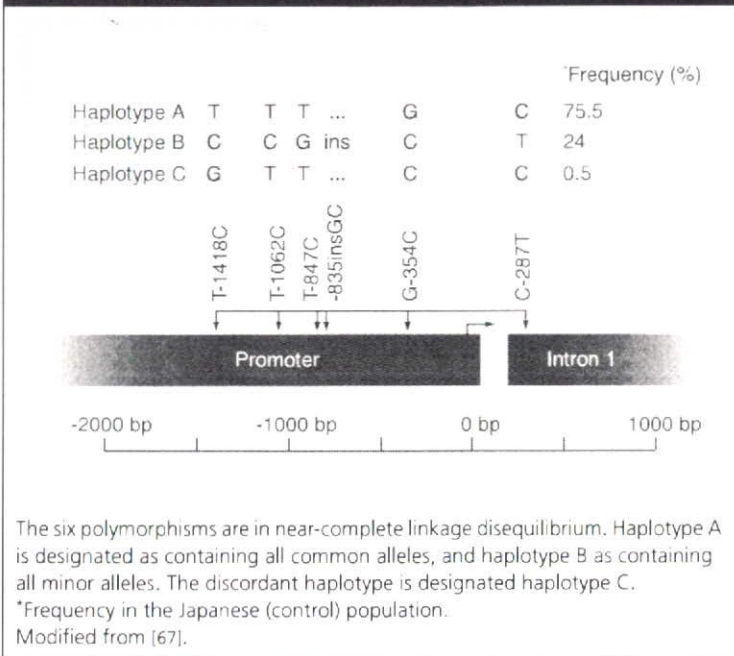 *Frequency (%)
Haplotype A T T T ... G C 75.5
Haplotype B C C G ins C T 24
Haplotype C G T T ... C C 0.5
T-1418C
T-1062C
T-847C
-835insGC
G-354C
C-287T
Promoter
Intron 1
-2000 bp -1000 bp 0 bp 1000 bp
The six polymorphisms are in near-complete linkage disequilibrium. Haplotype A
is designated as containing all common alleles, and haplotype B as containing
all minor alleles. The discordant haplotype is designated haplotype C.
*Frequency in the Japanese (control) population.
Modified from [67].